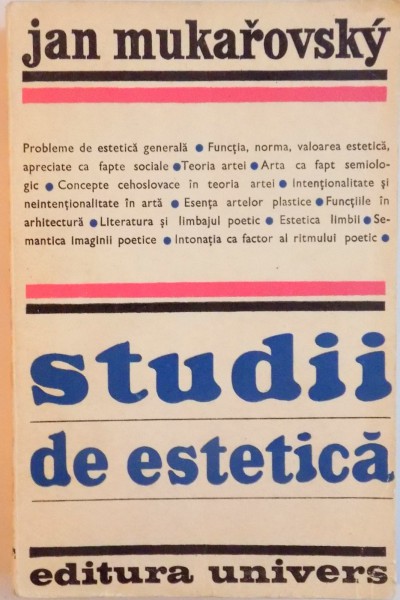 jan mukařovský
Probleme de estetică generală ● Funcția, norma, valoarea estetică,
apreciate ca fapte sociale ●Teoria artei ● Arta ca fapt semiolo-
gic ● Concepte cehoslovace în teoria artei ● Intenționalitate și
neintenționalitate în artă ● Esența artelor plastice ● Funcțiile în
arhitectură ● Literatura și limbajul poetic ● Estetica limbii ● Se-
mantica imaginii poetice ● Intonația ca factor al ritmului poetic ●
studii
de estetică
editura univers